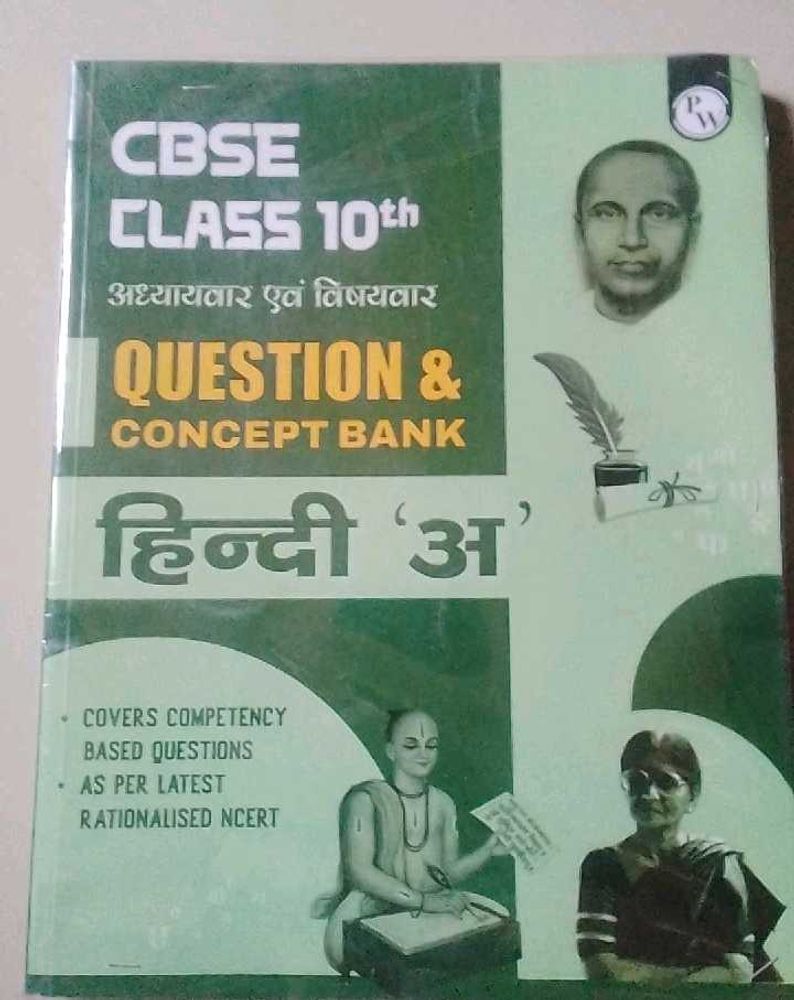 PW
CBSE
CLASS 10th
अध्यायवार एवं विषयवार
QUESTION &
CONCEPT BANK
हिन्दी ‘अ’
• COVERS COMPETENCY
BASED QUESTIONS
• AS PER LATEST
RATIONALISED NCERT